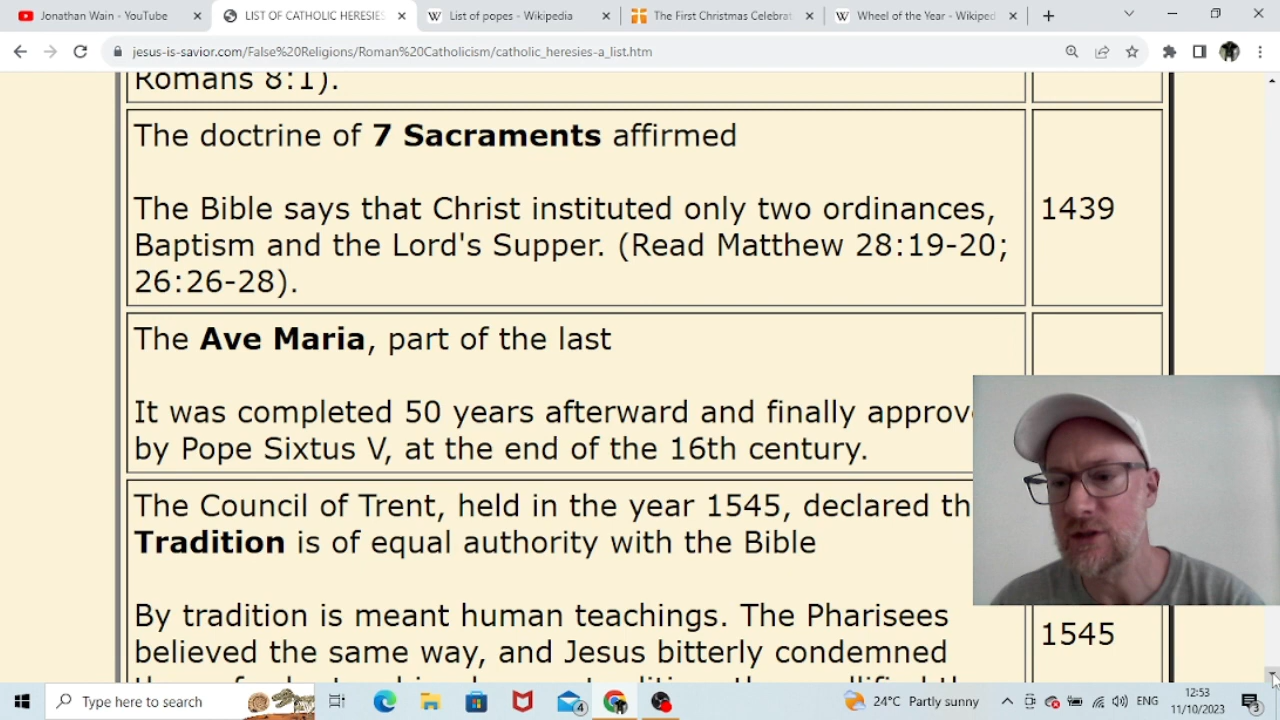 Jonathan Wain - YouTube
LIST OF CATHOLIC HERESIES
List of popes - Wikipedia
The First Christmas Celebrat
Wheel of the Year - Wikiped
jesus-is-savior.com/False%20Religions/Roman%20Catholicism/catholic_heresies-a_list.htm
Romans 8:1).
The doctrine of 7 Sacraments affirmed
The Bible says that Christ instituted only two ordinances,
Baptism and the Lord's Supper. (Read Matthew 28:19-20;
26:26-28).
1439
The Ave Maria, part of the last
It was completed 50 years afterward and finally approv
by Pope Sixtus V, at the end of the 16th century.
The Council of Trent, held in the year 1545, declared th
Tradition is of equal authority with the Bible
By tradition is meant human teachings. The Pharisees
believed the same way, and Jesus bitterly condemned
1545
Type here to search
4
24°C Partly sunny
ENG
12:53
11/10/2023
3